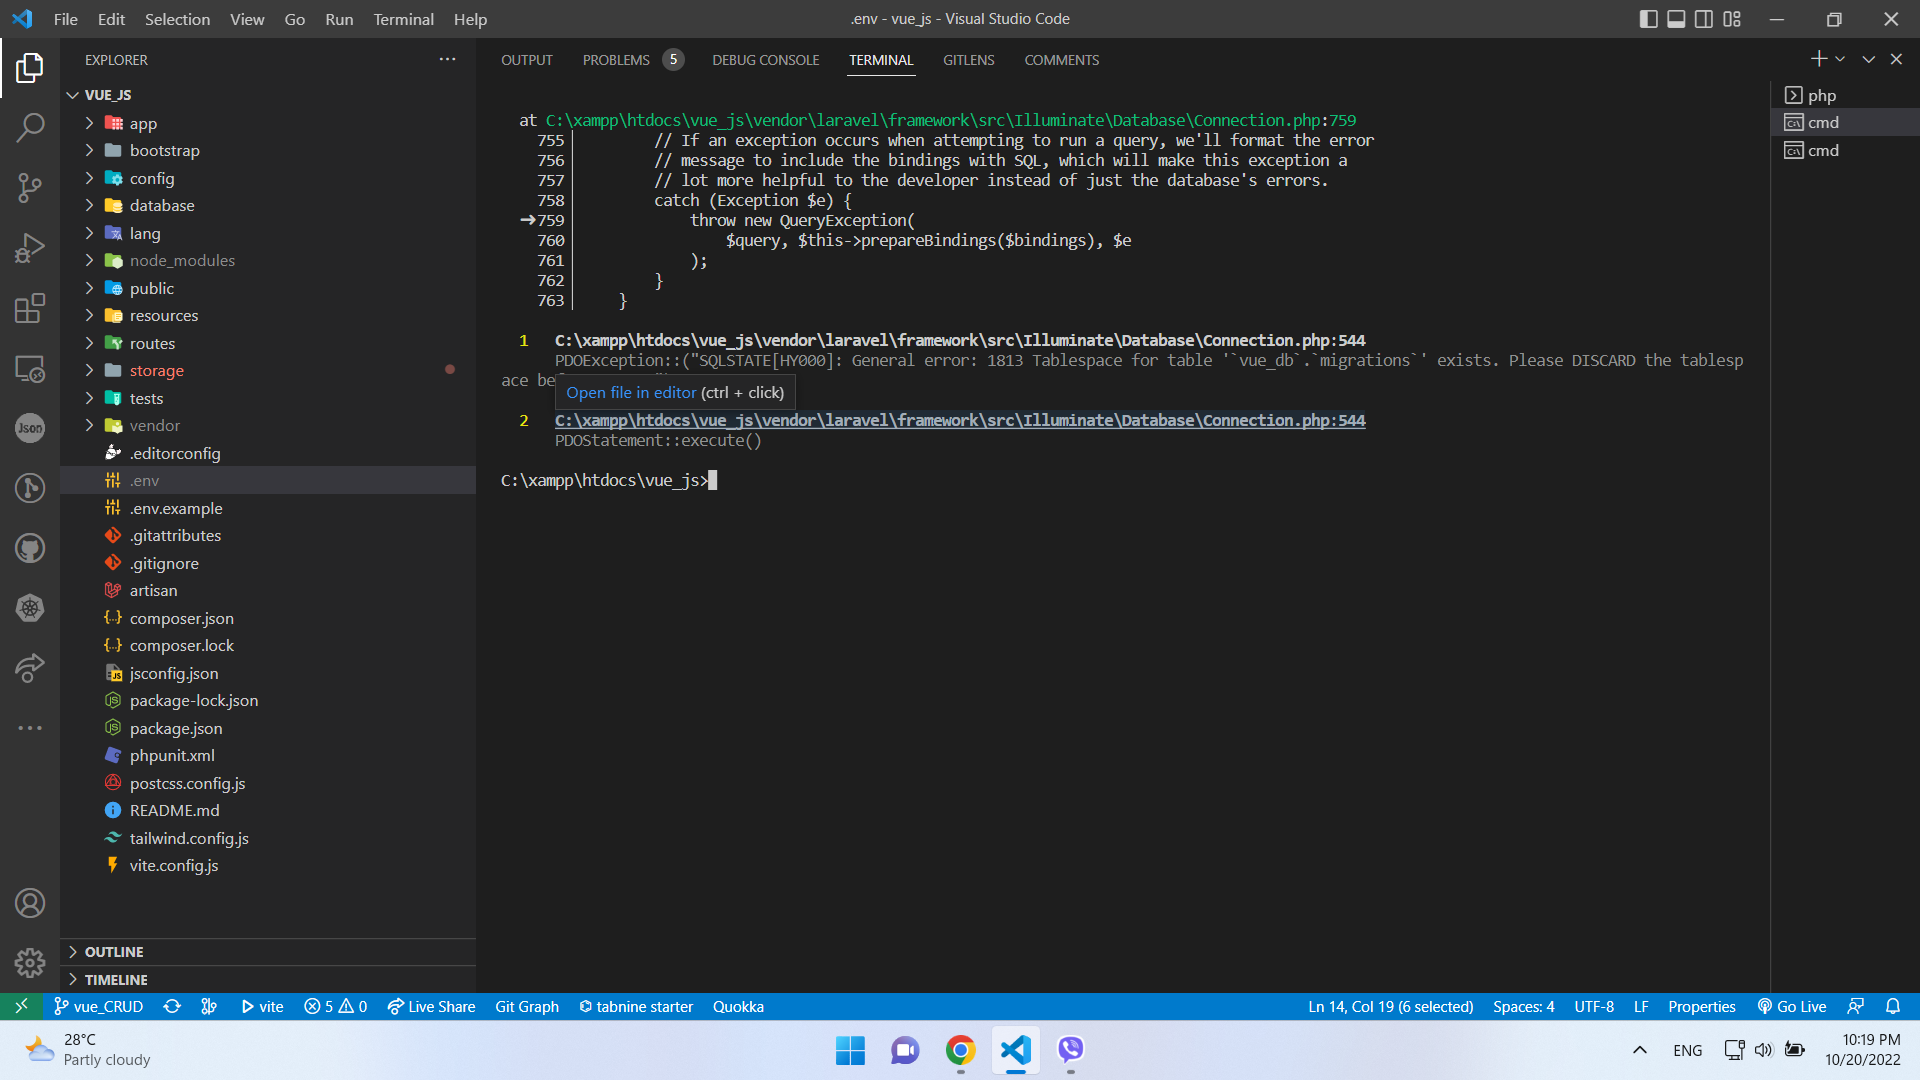 File Edit Selection View Go Run Terminal Help
.env - vue_js - Visual Studio Code
EXPLORER
VUE_JS
app
bootstrap
config
database
lang
node_modules
public
resources
routes
storage
tests
vendor
.editorconfig
.env
.env.example
.gitattributes
.gitignore
artisan
composer.json
composer.lock
jsconfig.json
package-lock.json
package.json
phpunit.xml
postcss.config.js
README.md
tailwind.config.js
vite.config.js
OUTLINE
TIMELINE
Json
OUTPUT PROBLEMS 5 DEBUG CONSOLE TERMINAL GITLENS COMMENTS
at C:\xampp\htdocs\vue_js\vendor\laravel\framework\src\Illuminate\Database\Connection.php:759
755 // If an exception occurs when attempting to run a query, we'll format the error
756 // message to include the bindings with SQL, which will make this exception a
757 // lot more helpful to the developer instead of just the database's errors.
758 catch (Exception $e) {
➜759 throw new QueryException(
760 $query, $this->prepareBindings($bindings), $e
761 );
762 }
763 }
1 C:\xampp\htdocs\vue_js\vendor\laravel\framework\src\Illuminate\Database\Connection.php:544
PDOException::("SQLSTATE[HY000]: General error: 1813 Tablespace for table '`vue_db`.`migrations`' exists. Please DISCARD the tablesp
ace be
Open file in editor (ctrl + click)
2 C:\xampp\htdocs\vue_js\vendor\laravel\framework\src\Illuminate\Database\Connection.php:544
PDOStatement::execute()
C:\xampp\htdocs\vue_js>
php
cmd
cmd
vue_CRUD vite 5 0 Live Share Git Graph tabnine starter Quokka
Ln 14, Col 19 (6 selected) Spaces: 4 UTF-8 LF Properties Go Live
28°C
Partly cloudy
ENG
10:19 PM
10/20/2022